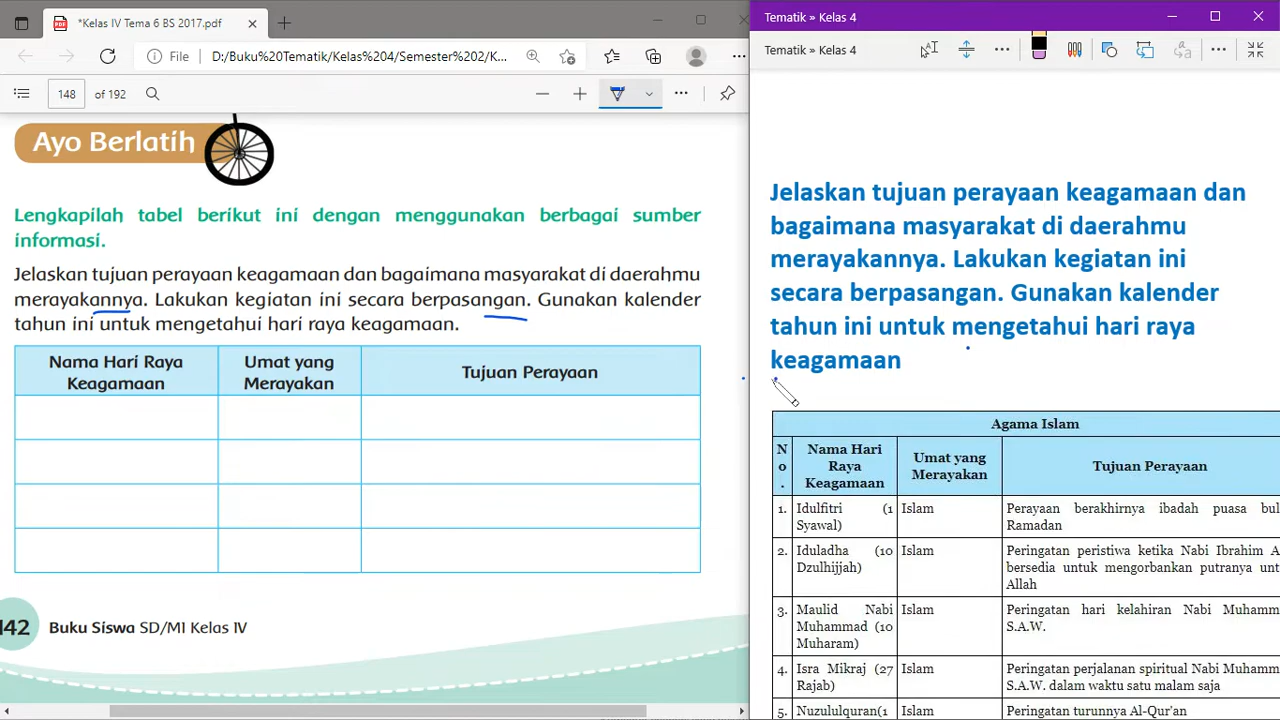 *Kelas IV Tema 6 BS 2017.pdf
File
D:/Buku%20Tematik/Kelas%204/Semester%202/K...
148 of 192
Ayo Berlatih
Lengkapilah tabel berikut ini dengan menggunakan berbagai sumber
informasi.
Jelaskan tujuan perayaan keagamaan dan bagaimana masyarakat di daerahmu
merayakannya. Lakukan kegiatan ini secara berpasangan. Gunakan kalender
tahun ini untuk mengetahui hari raya keagamaan.
Nama Hari Raya
Keagamaan
Umat yang
Merayakan
Tujuan Perayaan
142 Buku Siswa SD/MI Kelas IV
Tematik » Kelas 4
Tematik » Kelas 4
Jelaskan tujuan perayaan keagamaan dan
bagaimana masyarakat di daerahmu
merayakannya. Lakukan kegiatan ini
secara berpasangan. Gunakan kalender
tahun ini untuk mengetahui hari raya
keagamaan
Agama Islam
N
o
.
Nama Hari
Raya
Keagamaan
Umat yang
Merayakan
Tujuan Perayaan
1. Idulfitri (1 Islam Perayaan berakhirnya ibadah puasa bul
Syawal) Ramadan
2. Iduladha (10 Islam Peringatan peristiwa ketika Nabi Ibrahim A
Dzulhijjah) bersedia untuk mengorbankan putranya unt
Allah
3. Maulid Nabi Islam Peringatan hari kelahiran Nabi Muhamm
Muhammad (10 S.A.W.
Muharam)
4. Isra Mikraj (27 Islam Peringatan perjalanan spiritual Nabi Muham
Rajab) S.A.W. dalam waktu satu malam saja
5. Nuzululquran(1 Islam Peringatan turunnya Al-Qur'an